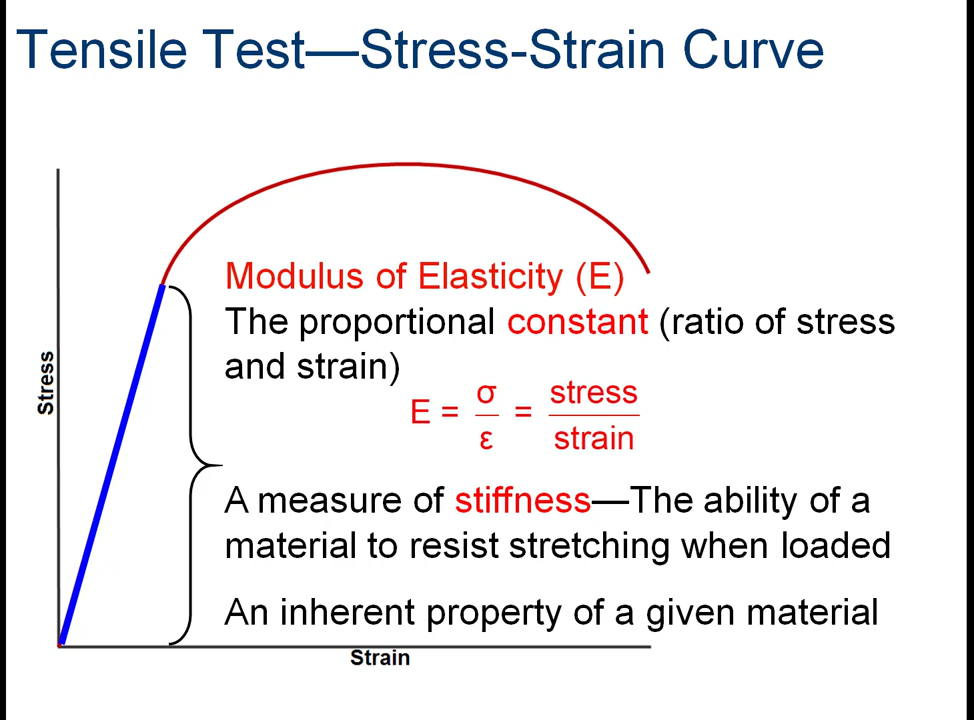 Tensile Test—Stress-Strain Curve
Modulus of Elasticity (E)
The proportional constant (ratio of stress
and strain)
E = σ/ε = stress/strain
A measure of stiffness—The ability of a
material to resist stretching when loaded
An inherent property of a given material
Stress
Strain